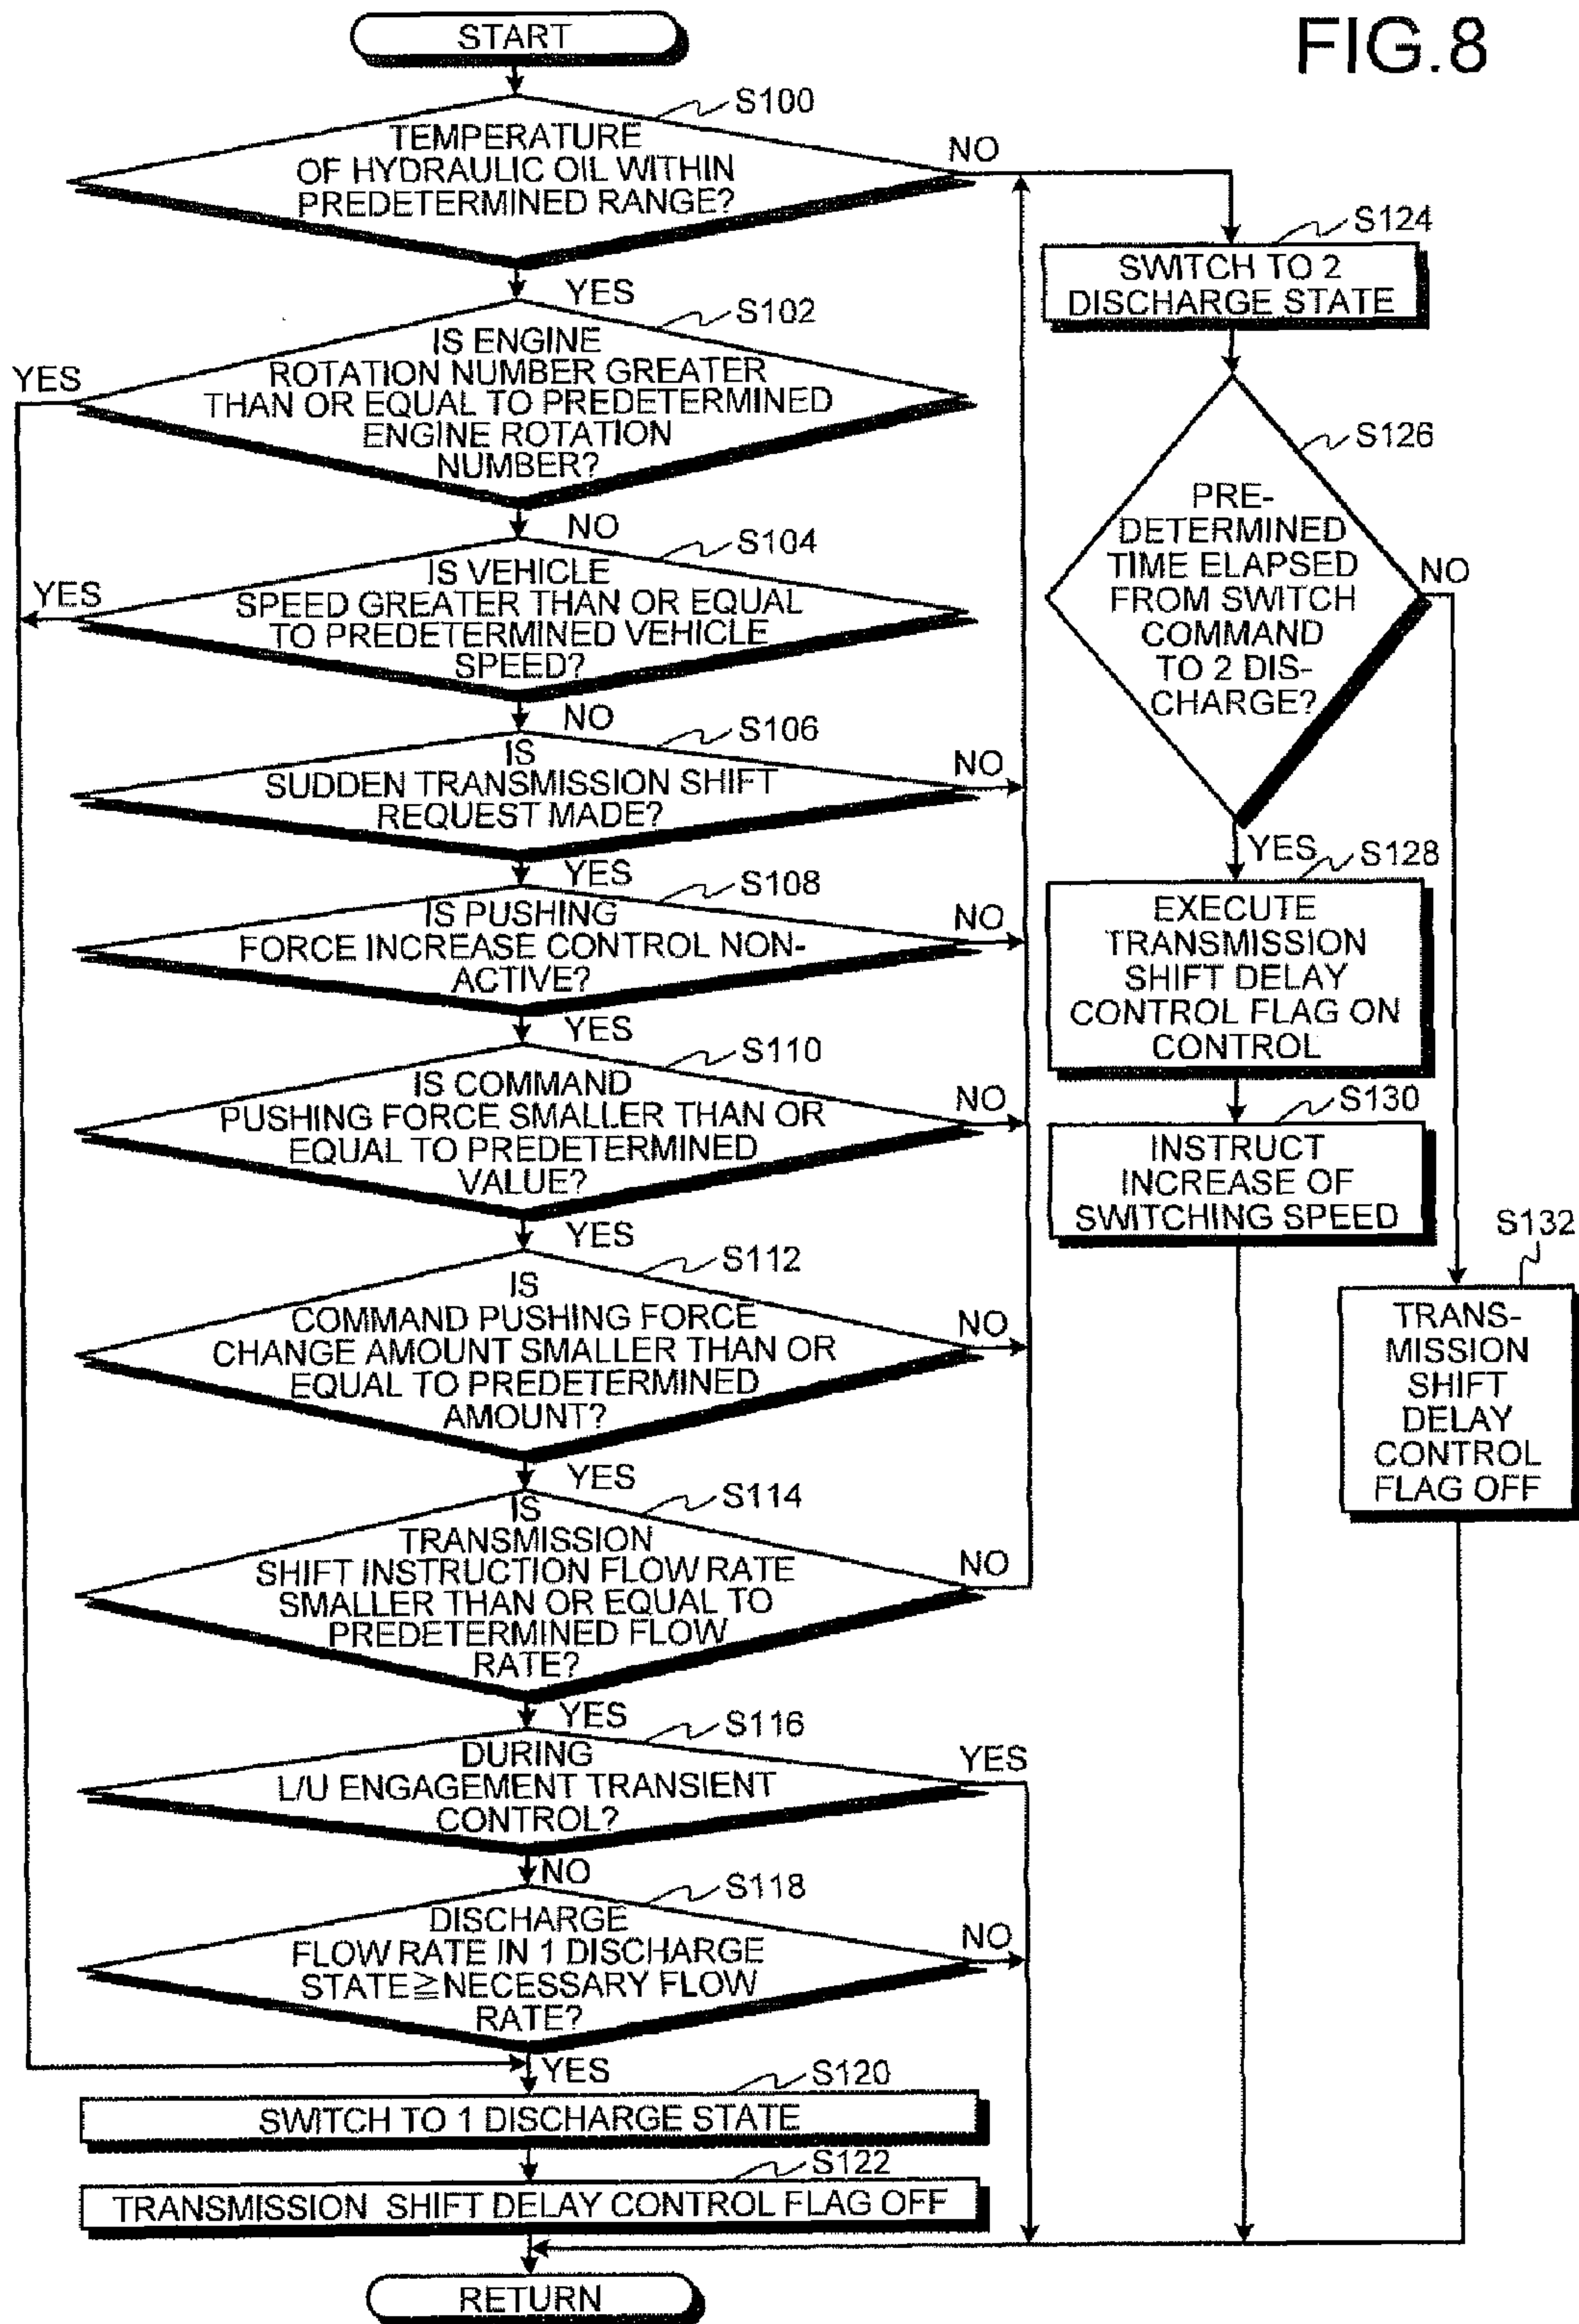 FIG.8
START
S100
TEMPERATURE
OF HYDRAULIC OIL WITHIN
PREDETERMINED RANGE?
NO
YES
S102
IS ENGINE
ROTATION NUMBER GREATER
THAN OR EQUAL TO PREDETERMINED
ENGINE ROTATION
NUMBER?
YES
NO
S104
IS VEHICLE
SPEED GREATER THAN OR EQUAL
TO PREDETERMINED VEHICLE
SPEED?
YES
NO
S106
IS
SUDDEN TRANSMISSION SHIFT
REQUEST MADE?
NO
YES
S108
IS PUSHING
FORCE INCREASE CONTROL NON-
ACTIVE?
NO
YES
S110
IS COMMAND
PUSHING FORCE SMALLER THAN OR
EQUAL TO PREDETERMINED
VALUE?
NO
YES
S112
IS
COMMAND PUSHING FORCE
CHANGE AMOUNT SMALLER THAN OR
EQUAL TO PREDETERMINED
AMOUNT?
NO
YES
S114
IS
TRANSMISSION
SHIFT INSTRUCTION FLOW RATE
SMALLER THAN OR EQUAL TO
PREDETERMINED FLOW
RATE?
NO
YES
S116
DURING
L/U ENGAGEMENT TRANSIENT
CONTROL?
YES
NO
S118
DISCHARGE
FLOW RATE IN 1 DISCHARGE
STATE≧NECESSARY FLOW
RATE?
NO
YES
S120
SWITCH TO 1 DISCHARGE STATE
S122
TRANSMISSION SHIFT DELAY CONTROL FLAG OFF
RETURN
S124
SWITCH TO 2
DISCHARGE STATE
S126
PRE-
DETERMINED
TIME ELAPSED
FROM SWITCH
COMMAND
TO 2 DIS-
CHARGE?
NO
YES
S128
EXECUTE
TRANSMISSION
SHIFT DELAY
CONTROL FLAG ON
CONTROL
S130
INSTRUCT
INCREASE OF
SWITCHING SPEED
S132
TRANS-
MISSION
SHIFT
DELAY
CONTROL
FLAG OFF